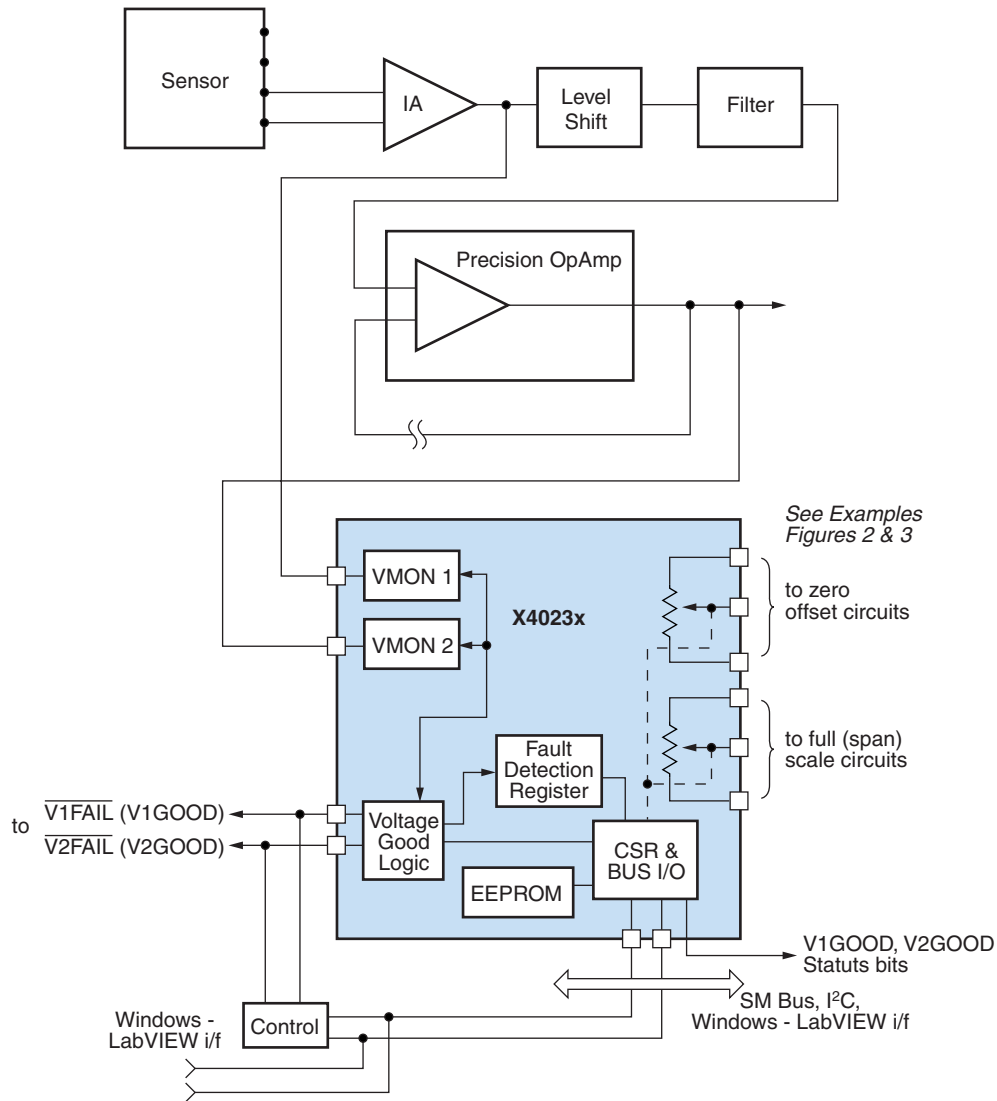 Sensor
IA
Level
Shift
Filter
Precision OpAmp
See Examples
Figures 2 & 3
VMON 1
VMON 2
X4023x
to zero
offset circuits
to full (span)
scale circuits
Fault
Detection
Register
to
V1FAIL (V1GOOD)
V2FAIL (V2GOOD)
Voltage
Good
Logic
CSR &
BUS I/O
EEPROM
V1GOOD, V2GOOD
Statuts bits
SM Bus, I²C,
Windows - LabVIEW i/f
Windows -
LabVIEW i/f
Control